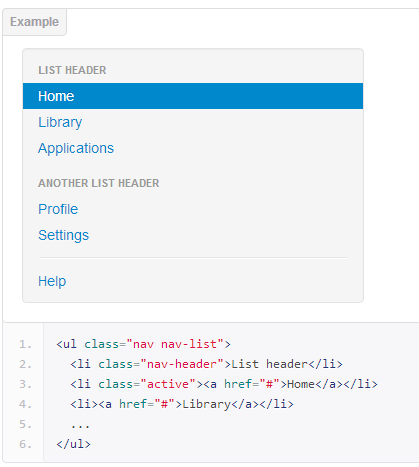 Example
LIST HEADER
Home
Library
Applications
ANOTHER LIST HEADER
Profile
Settings
Help
1. <ul class="nav nav-list">
2.   <li class="nav-header">List header</li>
3.   <li class="active"><a href="#">Home</a></li>
4.   <li><a href="#">Library</a></li>
5.   ...
6. </ul>